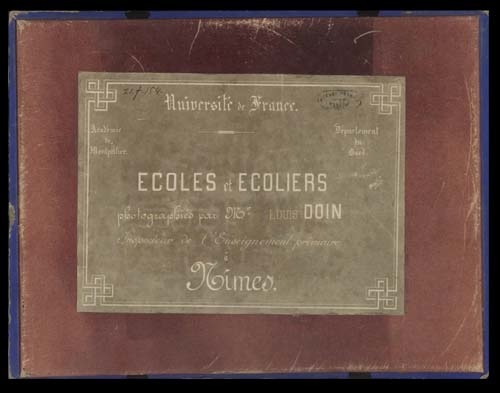 Université de France.
Académie
de
Montpellier.
Département
du
Gard.
ECOLES et ECOLIERS
photographiés par Mr. LOUIS DOIN
Inspecteur de l'Enseignement primaire
à
Nimes.